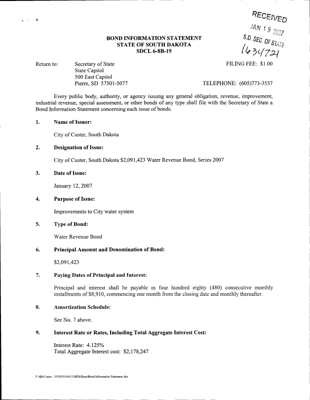 RECEIVED
JAN 19 2007
S.D. SEC. OF STATE
1634721
BOND INFORMATION STATEMENT
STATE OF SOUTH DAKOTA
SDCL 6-8B-19
Return to: Secretary of State FILING FEE: $1.00
State Capitol
500 East Capitol
Pierre, SD 57501-5077 TELEPHONE: (605)773-3537
Every public body, authority, or agency issuing any general obligation, revenue, improvement,
industrial revenue, special assessment, or other bonds of any type shall file with the Secretary of State a
Bond Information Statement concerning each issue of bonds.
1. Name of Issuer:
City of Custer, South Dakota
2. Designation of Issue:
City of Custer, South Dakota $2,091,423 Water Revenue Bond, Series 2007
3. Date of Issue:
January 12, 2007
4. Purpose of Issue:
Improvements to City water system
5. Type of Bond:
Water Revenue Bond
6. Principal Amount and Denomination of Bond:
$2,091,423
7. Paying Dates of Principal and Interest:
Principal and interest shall be payable in four hundred eighty (480) consecutive monthly
installments of $8,910, commencing one month from the closing date and monthly thereafter.
8. Amortization Schedule:
See No. 7 above.
9. Interest Rate or Rates, Including Total Aggregate Interest Cost:
Interest Rate: 4.125%
Total Aggregate Interest cost: $2,178,247